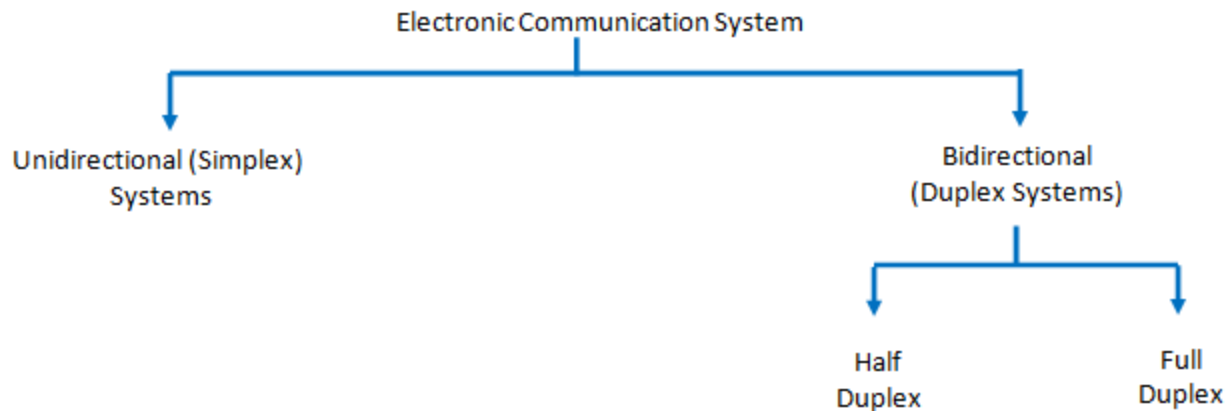 Electronic Communication System
Unidirectional (Simplex)
Systems
Bidirectional
(Duplex Systems)
Half
Duplex
Full
Duplex